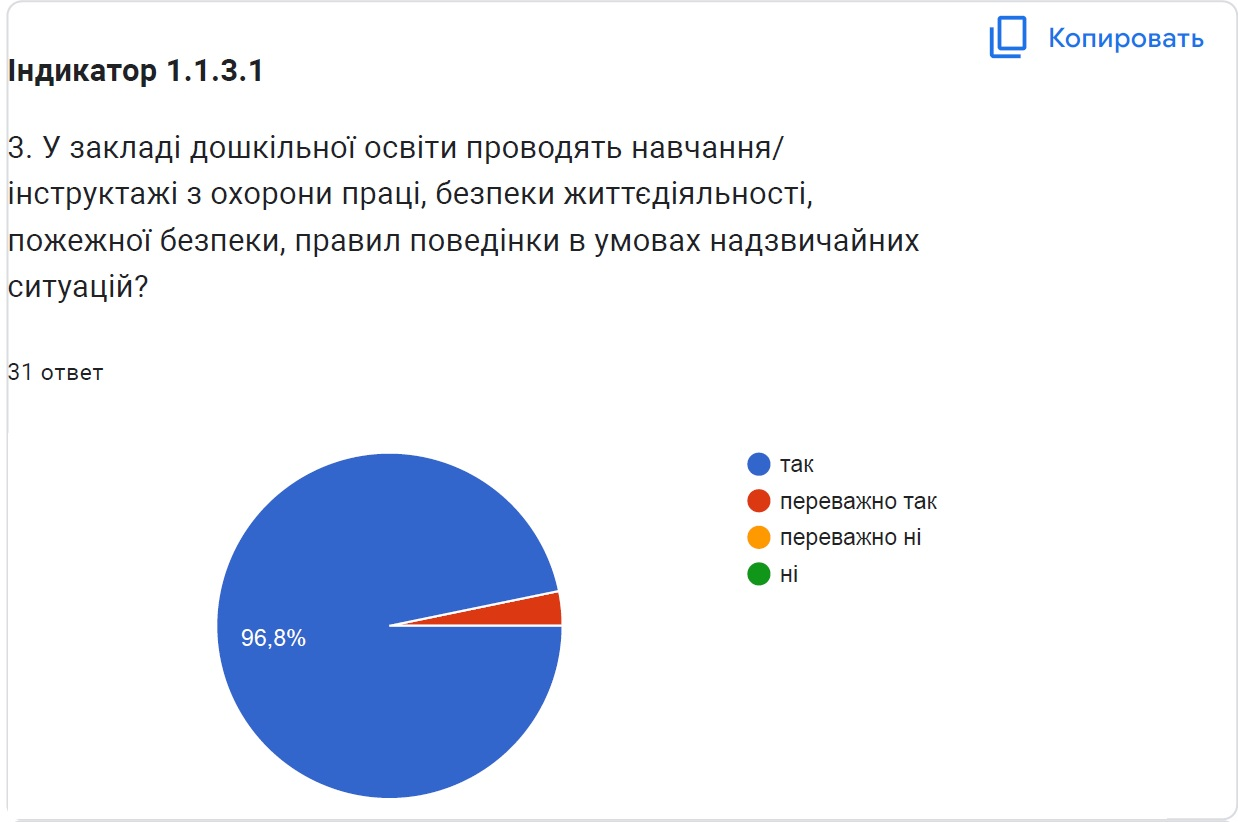 Копировать
Індикатор 1.1.3.1
3. У закладі дошкільної освіти проводять навчання/
інструктажі з охорони праці, безпеки життєдіяльності,
пожежної безпеки, правил поведінки в умовах надзвичайних
ситуацій?
31 ответ
так
переважно так
переважно ні
ні
96,8%